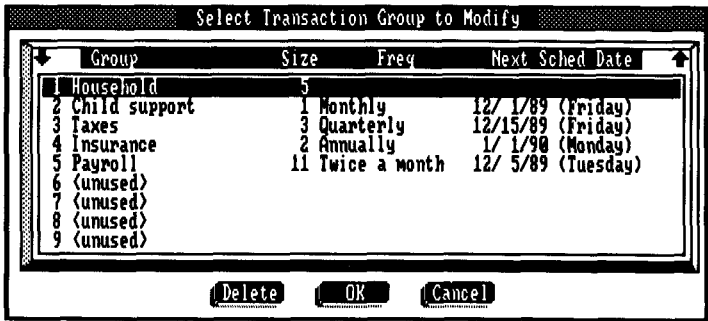 Select Transaction Group to Modify
Group Size Freq Next Sched Date
1 Household 5
2 Child support 1 Monthly 12/ 1/89 (Friday)
3 Taxes 3 Quarterly 12/15/89 (Friday)
4 Insurance 2 Annually 1/ 1/90 (Monday)
5 Payroll 11 Twice a month 12/ 5/89 (Tuesday)
6 <unused>
7 <unused>
8 <unused>
9 <unused>
Delete OK Cancel